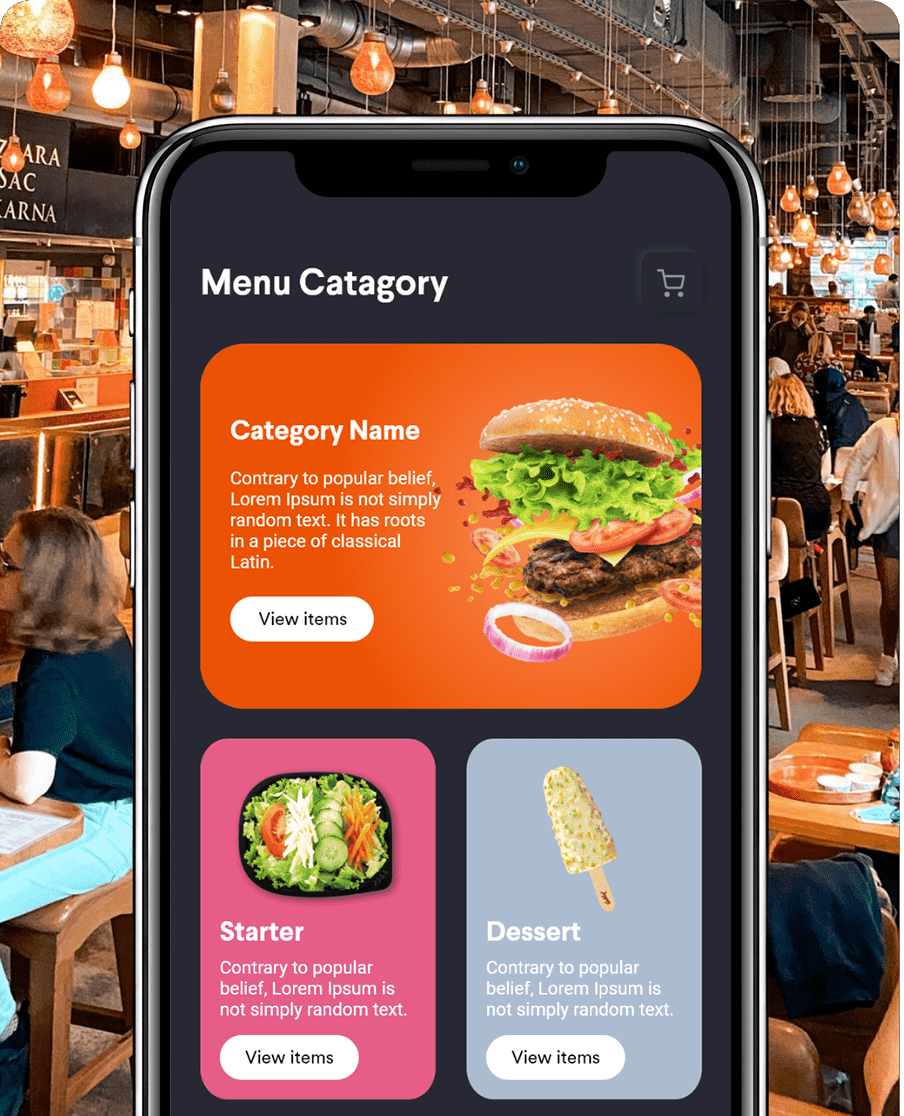 ARA
SAC
KARNA
Menu Catagory
Category Name
Contrary to popular belief,
Lorem Ipsum is not simply
random text. It has roots
in a piece of classical
Latin.
View items
Starter
Contrary to popular
belief, Lorem Ipsum is
not simply random text.
View items
Dessert
Contrary to popular
belief, Lorem Ipsum is
not simply random text.
View items